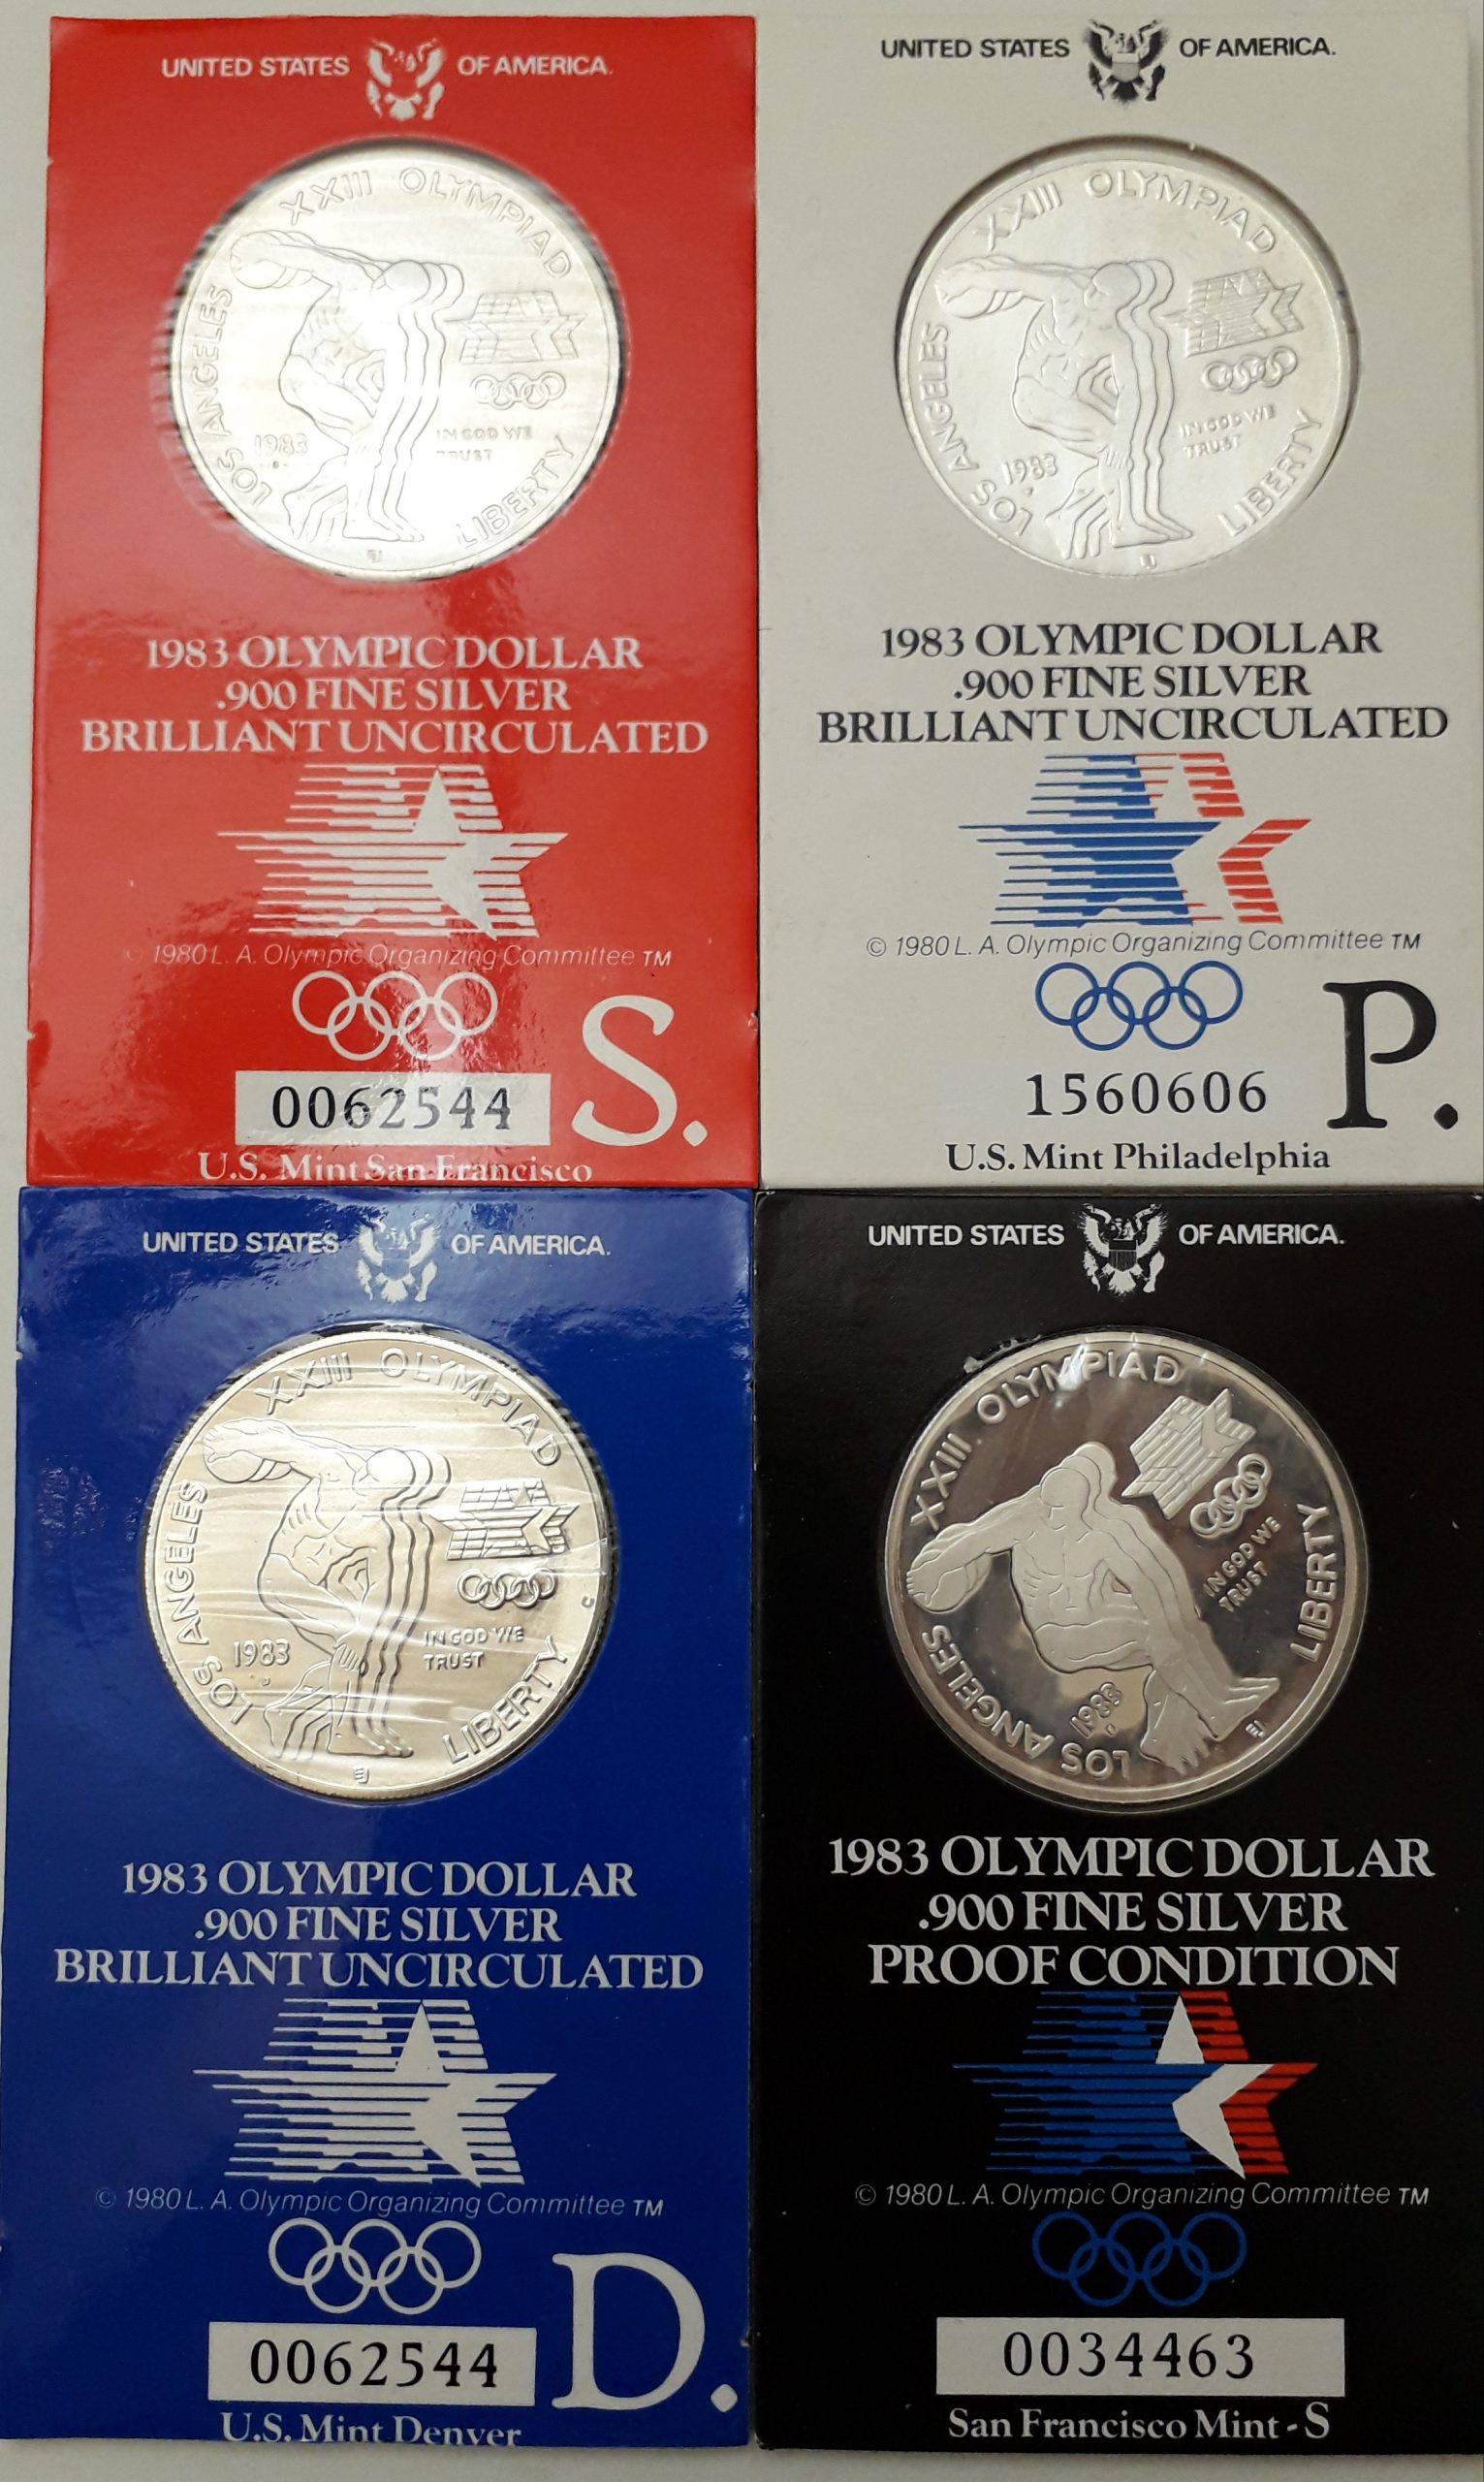 UNITED STATES OF AMERICA.
XXIII OLYMPIAD
LOS ANGELES
1983
IN GOD WE
TRUST
LIBERTY
EJ
1983 OLYMPIC DOLLAR
.900 FINE SILVER
BRILLIANT UNCIRCULATED
© 1980 L. A. Olympic Organizing Committee TM
S.
0062544
U.S. Mint San Francisco
UNITED STATES OF AMERICA.
XXIII OLYMPIAD
LOS ANGELES
1983
IN GOD WE
TRUST
LIBERTY
EJ
1983 OLYMPIC DOLLAR
.900 FINE SILVER
BRILLIANT UNCIRCULATED
© 1980 L. A. Olympic Organizing Committee TM
P.
1560606
U.S. Mint Philadelphia
UNITED STATES OF AMERICA.
XXIII OLYMPIAD
LOS ANGELES
1983
IN GOD WE
TRUST
LIBERTY
1983 OLYMPIC DOLLAR
.900 FINE SILVER
BRILLIANT UNCIRCULATED
© 1980 L. A. Olympic Organizing Committee TM
D.
0062544
U.S. Mint Denver
UNITED STATES OF AMERICA.
XXIII OLYMPIAD
LOS ANGELES
1983
IN GOD WE
TRUST
LIBERTY
EJ
1983 OLYMPIC DOLLAR
.900 FINE SILVER
PROOF CONDITION
© 1980 L. A. Olympic Organizing Committee TM
0034463
San Francisco Mint - S